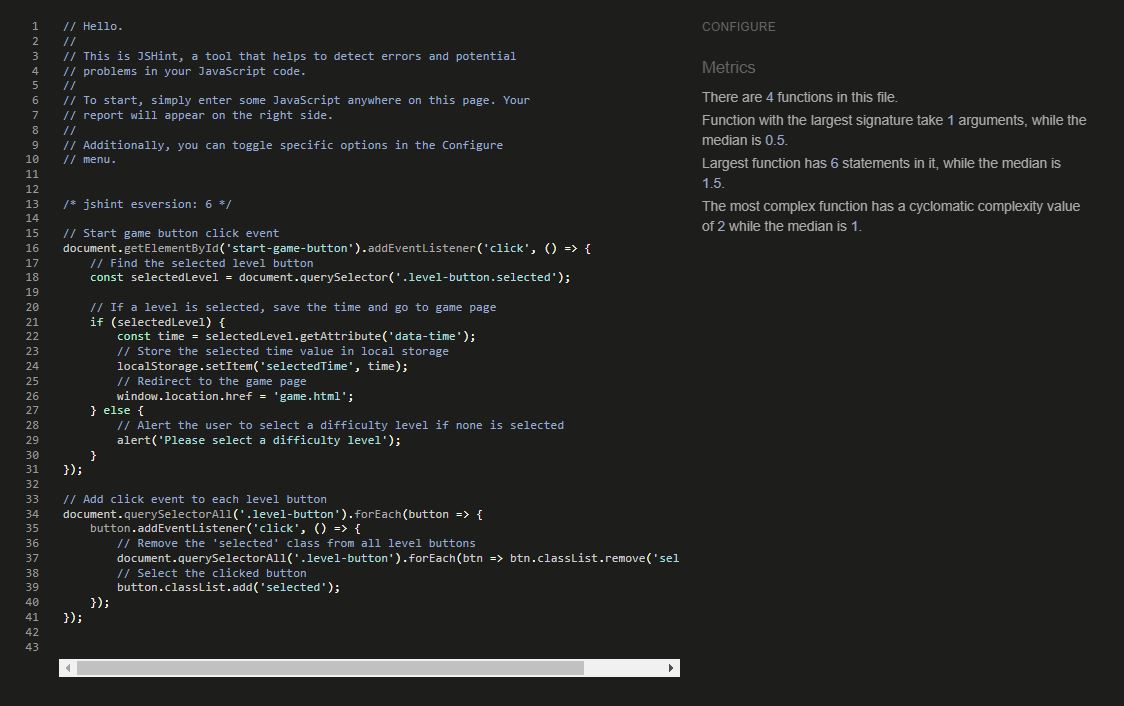 1 // Hello.
2 //
3 // This is JSHint, a tool that helps to detect errors and potential
4 // problems in your JavaScript code.
5 //
6 // To start, simply enter some JavaScript anywhere on this page. Your
7 // report will appear on the right side.
8 //
9 // Additionally, you can toggle specific options in the Configure
10 // menu.
11
12
13 /* jshint esversion: 6 */
14
15 // Start game button click event
16 document.getElementById('start-game-button').addEventListener('click', () => {
17     // Find the selected level button
18     const selectedLevel = document.querySelector('.level-button.selected');
19
20     // If a level is selected, save the time and go to game page
21     if (selectedLevel) {
22         const time = selectedLevel.getAttribute('data-time');
23         // Store the selected time value in local storage
24         localStorage.setItem('selectedTime', time);
25         // Redirect to the game page
26         window.location.href = 'game.html';
27     } else {
28         // Alert the user to select a difficulty level if none is selected
29         alert('Please select a difficulty level');
30     }
31 });
32
33 // Add click event to each level button
34 document.querySelectorAll('.level-button').forEach(button => {
35     button.addEventListener('click', () => {
36         // Remove the 'selected' class from all level buttons
37         document.querySelectorAll('.level-button').forEach(btn => btn.classList.remove('sel
38         // Select the clicked button
39         button.classList.add('selected');
40     });
41 });
42
43
CONFIGURE
Metrics
There are 4 functions in this file.
Function with the largest signature take 1 arguments, while the
median is 0.5.
Largest function has 6 statements in it, while the median is
1.5.
The most complex function has a cyclomatic complexity value
of 2 while the median is 1.